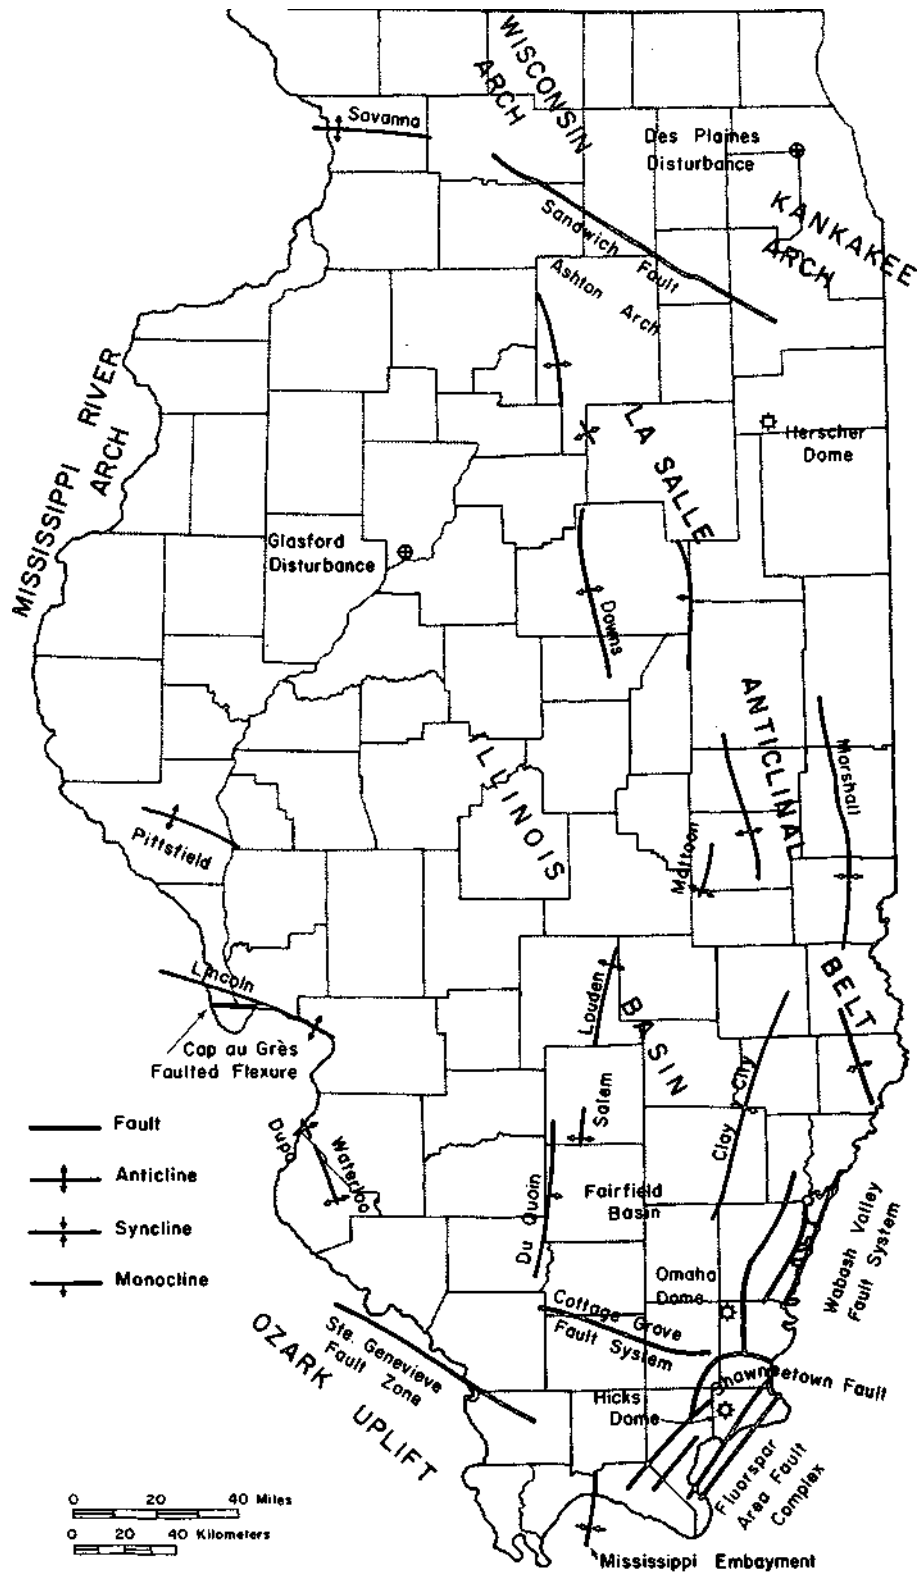 WISCONSIN
ARCH
Savanna
Des Plaines
Disturbance
KANKAKEE
ARCH
Sandwich Fault
Ashton Arch
MISSISSIPPI RIVER
ARCH
LA SALLE
Herscher
Dome
Glasford
Disturbance
Downs
ANTICLINAL
Marshall
ILLINOIS
Mattoon
Pittsfield
BELT
Lincoln
Louden
BASIN
Cap au Grès
Faulted Flexure
Clay City
Salem
Fault
Dupo
Waterloo
Anticline
Fairfield
Basin
Du Quoin
Wabash Valley
Fault System
Syncline
Monocline
Omaha
Dome
Cottage Grove
Fault System
OZARK
UPLIFT
Ste. Genevieve
Fault Zone
Shawneetown Fault
Hicks
Dome
Fluorspar
Area Fault
Complex
0 20 40 Miles
0 20 40 Kilometers
Mississippi Embayment